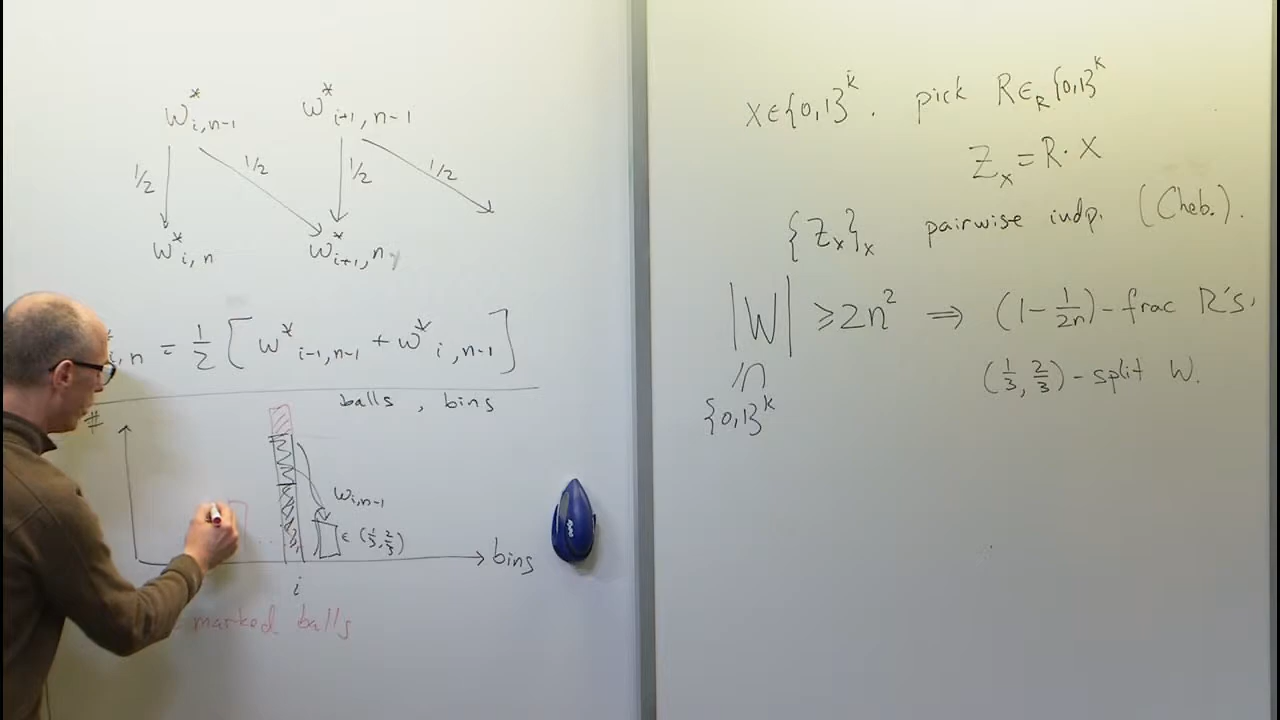 W*i,n-1 W*i+1,n-1
1/2 1/2 1/2 1/2
W*i,n W*i+1,n
*i,n = 1/2 [ W*i-1,n-1 + W*i,n-1 ]
balls, bins
#
Wi,n-1
∈ (1/3, 2/3)
bins
i
marked balls
x∈{0,1}^k. pick R∈_R {0,1}^k
Z_x = R·x
{Z_x}_x pairwise indp. (Cheb.).
|W| ≥ 2n² ⇒ (1-1/2n)-frac R's,
(1/3, 2/3)-split W.
⊆
{0,1}^k